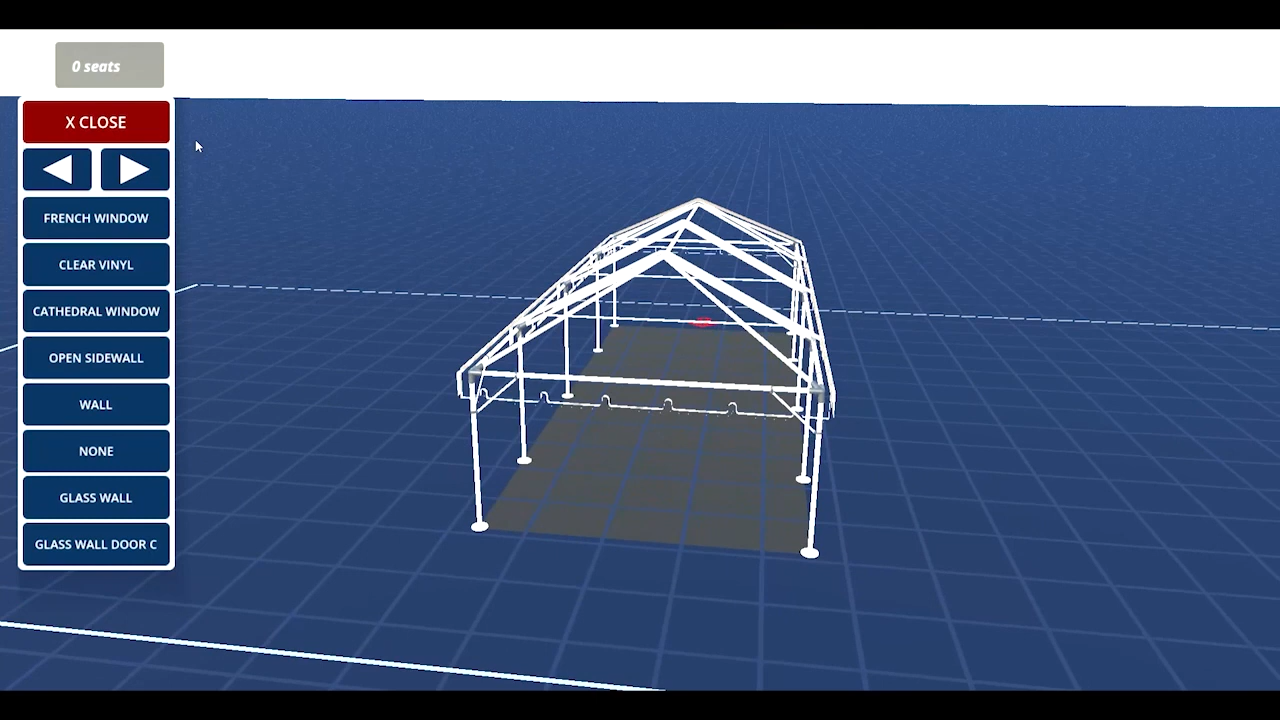 0 seats
X CLOSE
FRENCH WINDOW
CLEAR VINYL
CATHEDRAL WINDOW
OPEN SIDEWALL
WALL
NONE
GLASS WALL
GLASS WALL DOOR C